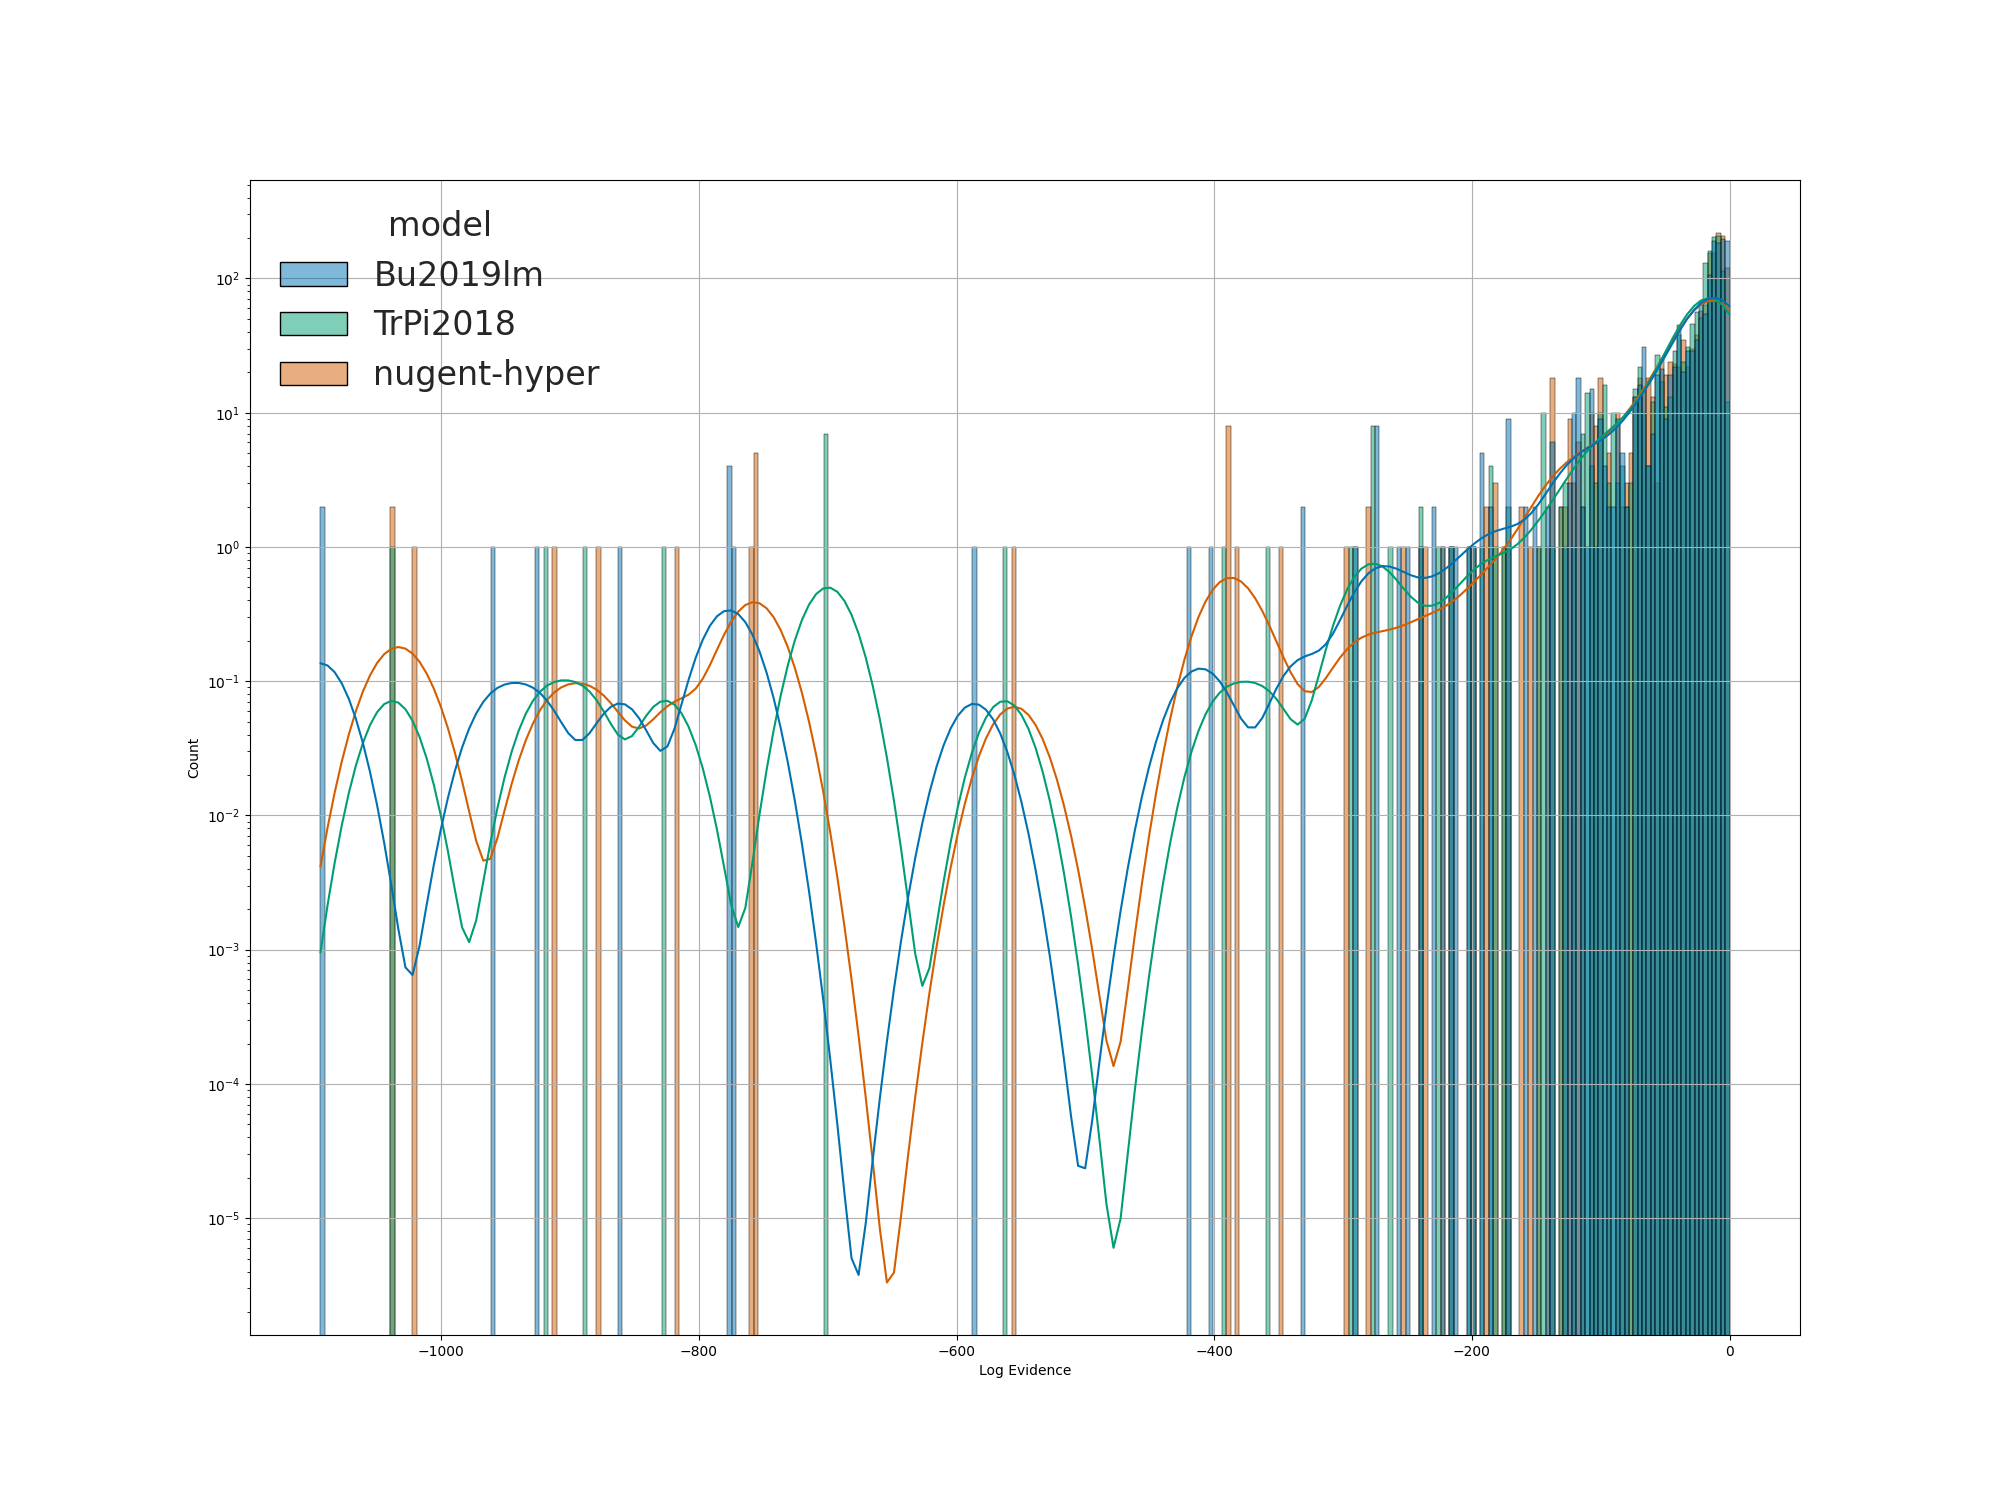 model
Bu2019lm
TrPi2018
nugent-hyper
Count
10²
10¹
10⁰
10⁻¹
10⁻²
10⁻³
10⁻⁴
10⁻⁵
−1000 −800 −600 −400 −200 0
Log Evidence